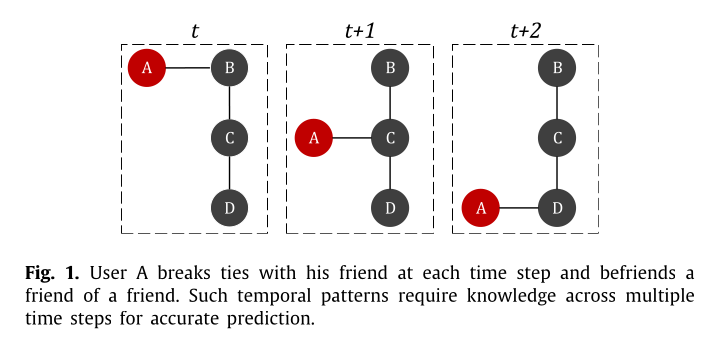 t t+1 t+2
A B B B
C A C C
D D A D
Fig. 1. User A breaks ties with his friend at each time step and befriends a
friend of a friend. Such temporal patterns require knowledge across multiple
time steps for accurate prediction.